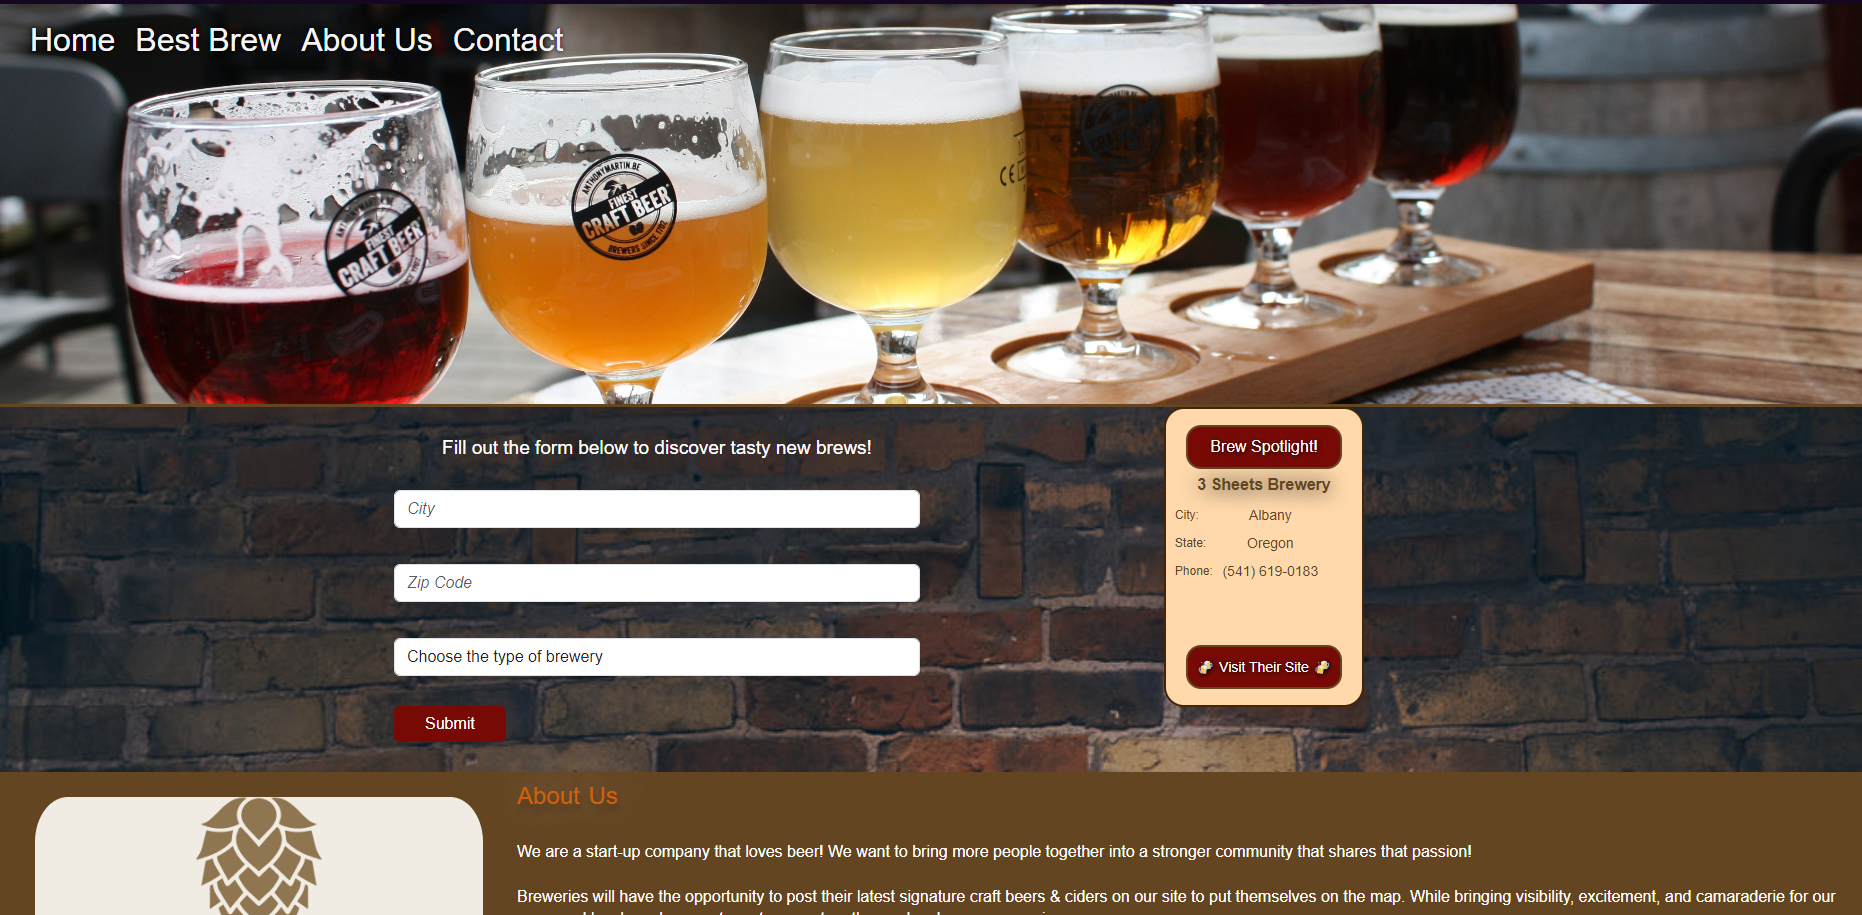 Home Best Brew About Us Contact
ANTHONYMARTIN.BE
FINEST
CRAFT BEER
BREWERS SINCE 1702
FINEST
CRAFT BEER
CE
Fill out the form below to discover tasty new brews!
City
Zip Code
Choose the type of brewery
Submit
Brew Spotlight!
3 Sheets Brewery
City: Albany
State: Oregon
Phone: (541) 619-0183
Visit Their Site
About Us
We are a start-up company that loves beer! We want to bring more people together into a stronger community that shares that passion!
Breweries will have the opportunity to post their latest signature craft beers & ciders on our site to put themselves on the map. While bringing visibility, excitement, and camaraderie for our